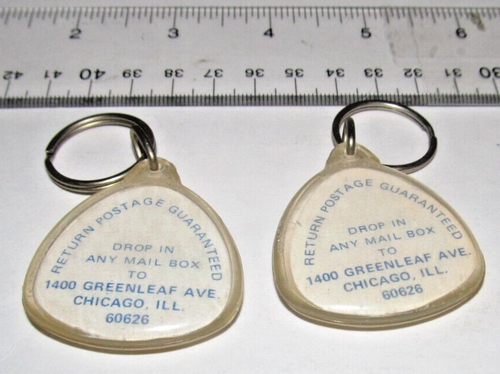 2 3 4 5 6
42 41 40 39 38 37 36 35 34 33 32 31 30
RETURN POSTAGE GUARANTEED
DROP IN
ANY MAIL BOX
TO
1400 GREENLEAF AVE.
CHICAGO, ILL.
60626
RETURN POSTAGE GUARANTEED
DROP IN
ANY MAIL BOX
TO
1400 GREENLEAF AVE.
CHICAGO, ILL.
60626